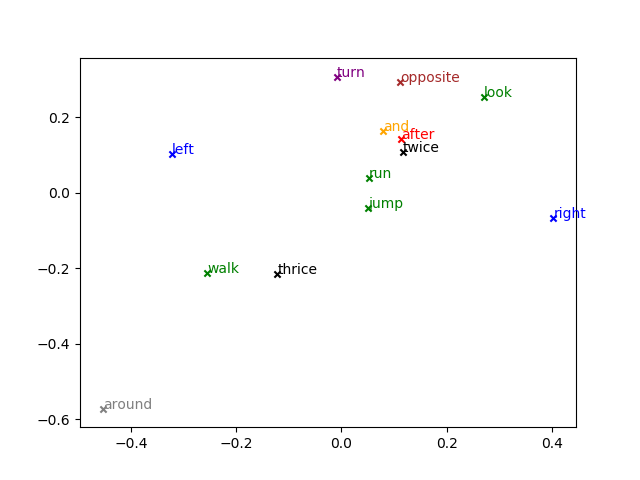 turn
opposite
look
0.2
and
after
twice
left
run
0.0
jump
right
walk
thrice
−0.2
−0.4
around
−0.6
−0.4
−0.2
0.0
0.2
0.4